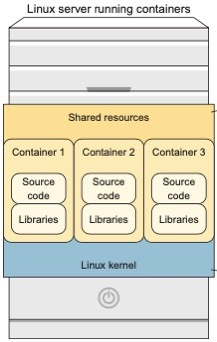 Linux server running containers
Shared resources
Container 1
Container 2
Container 3
Source
code
Source
code
Source
code
Libraries
Libraries
Libraries
Linux kernel